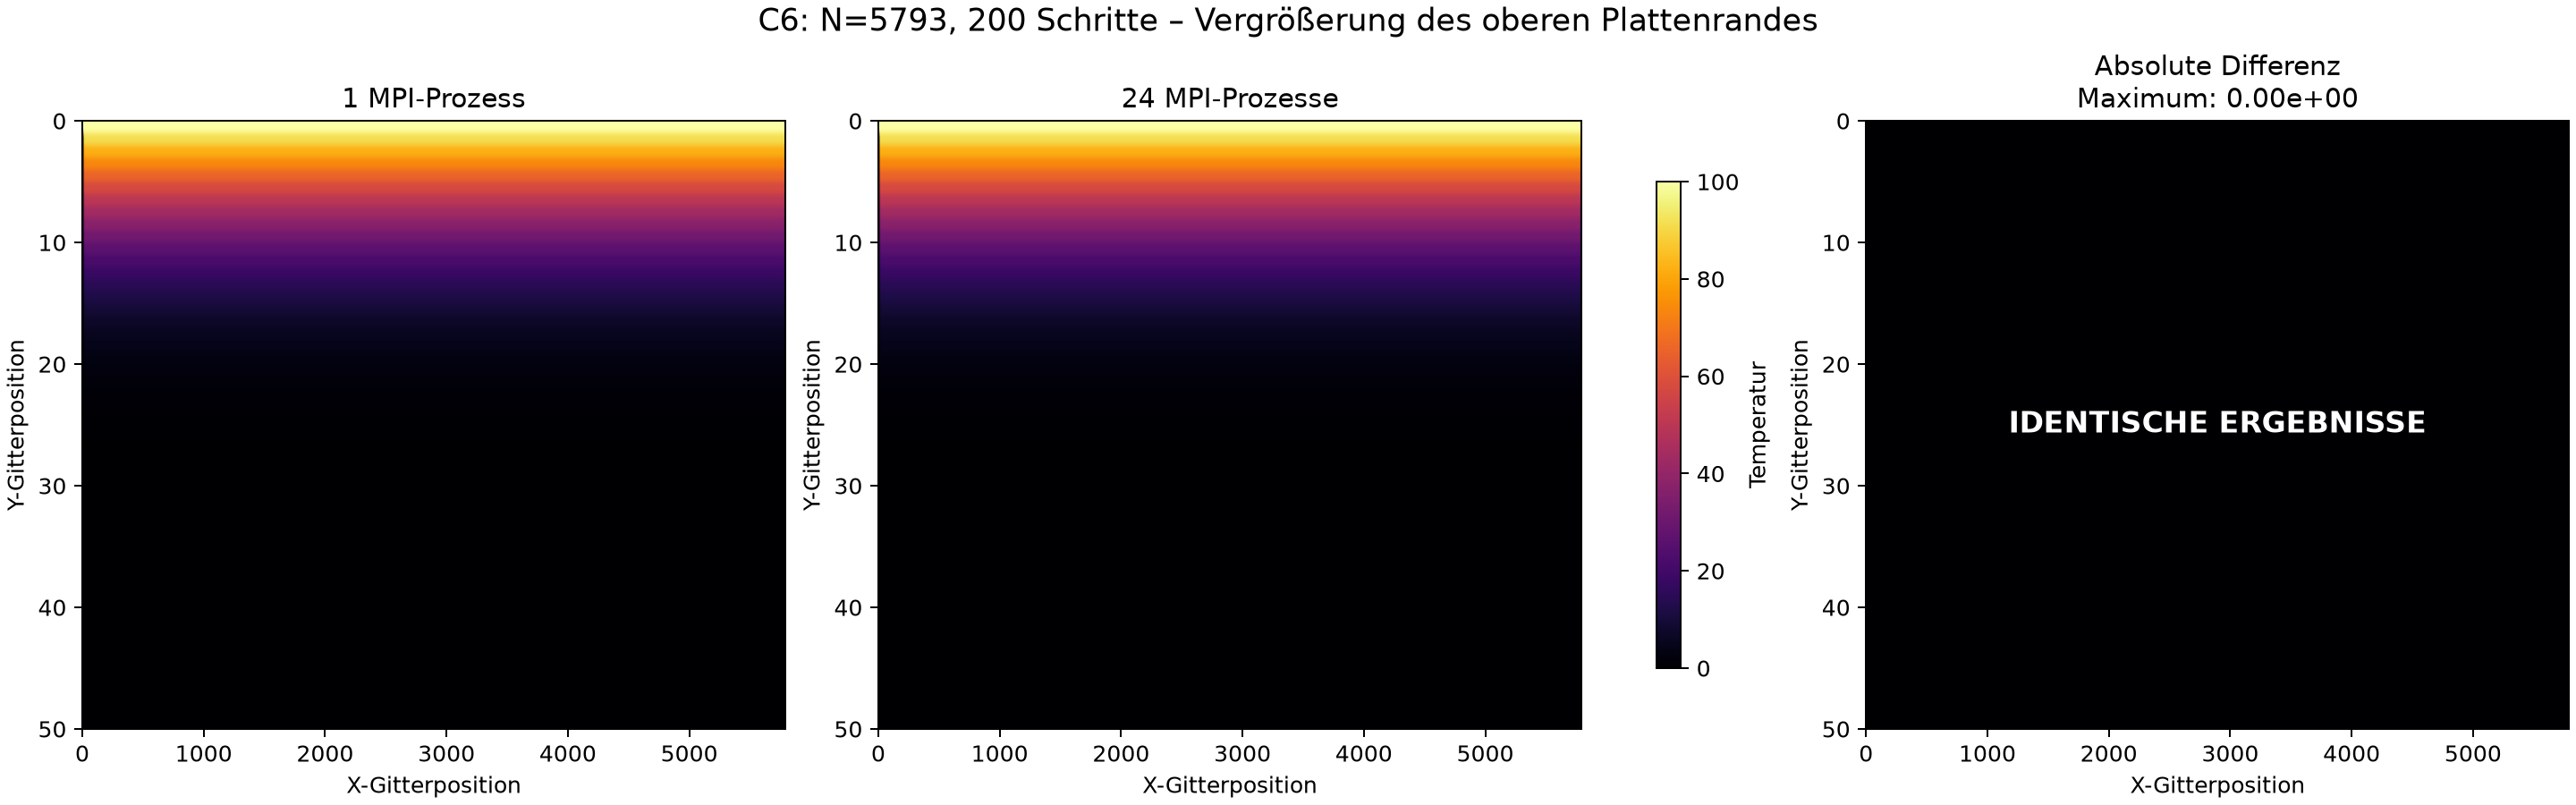 C6: N=5793, 200 Schritte – Vergrößerung des oberen Plattenrandes
1 MPI-Prozess
0
10
20
30
40
50
Y-Gitterposition
0 1000 2000 3000 4000 5000
X-Gitterposition
24 MPI-Prozesse
0
10
20
30
40
50
Y-Gitterposition
0 1000 2000 3000 4000 5000
X-Gitterposition
100
80
60
40
20
0
Temperatur
Absolute Differenz
Maximum: 0.00e+00
0
10
20
30
40
50
Y-Gitterposition
IDENTISCHE ERGEBNISSE
0 1000 2000 3000 4000 5000
X-Gitterposition